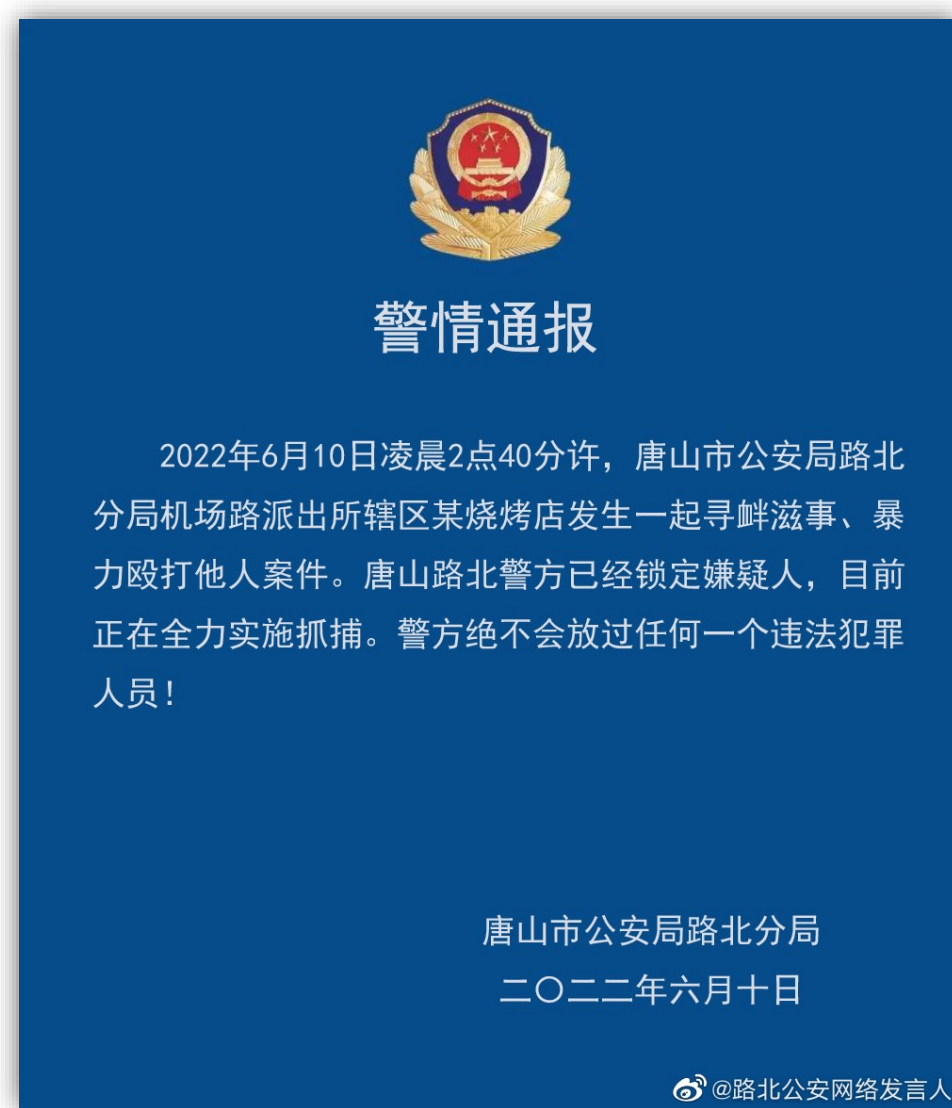 警情通报
2022年6月10日凌晨2点40分许，唐山市公安局路北
分局机场路派出所辖区某烧烤店发生一起寻衅滋事、暴
力殴打他人案件。唐山路北警方已经锁定嫌疑人，目前
正在全力实施抓捕。警方绝不会放过任何一个违法犯罪
人员！
唐山市公安局路北分局
二〇二二年六月十日
@路北公安网络发言人